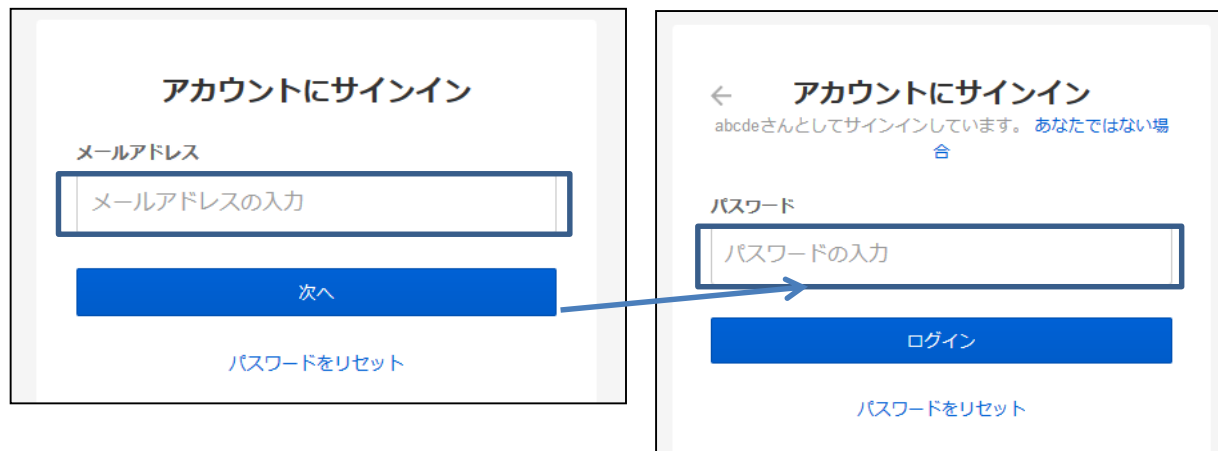 アカウントにサインイン
メールアドレス
メールアドレスの入力
次へ
パスワードをリセット
← アカウントにサインイン
abcdeさんとしてサインインしています。 あなたではない場
合
パスワード
パスワードの入力
ログイン
パスワードをリセット